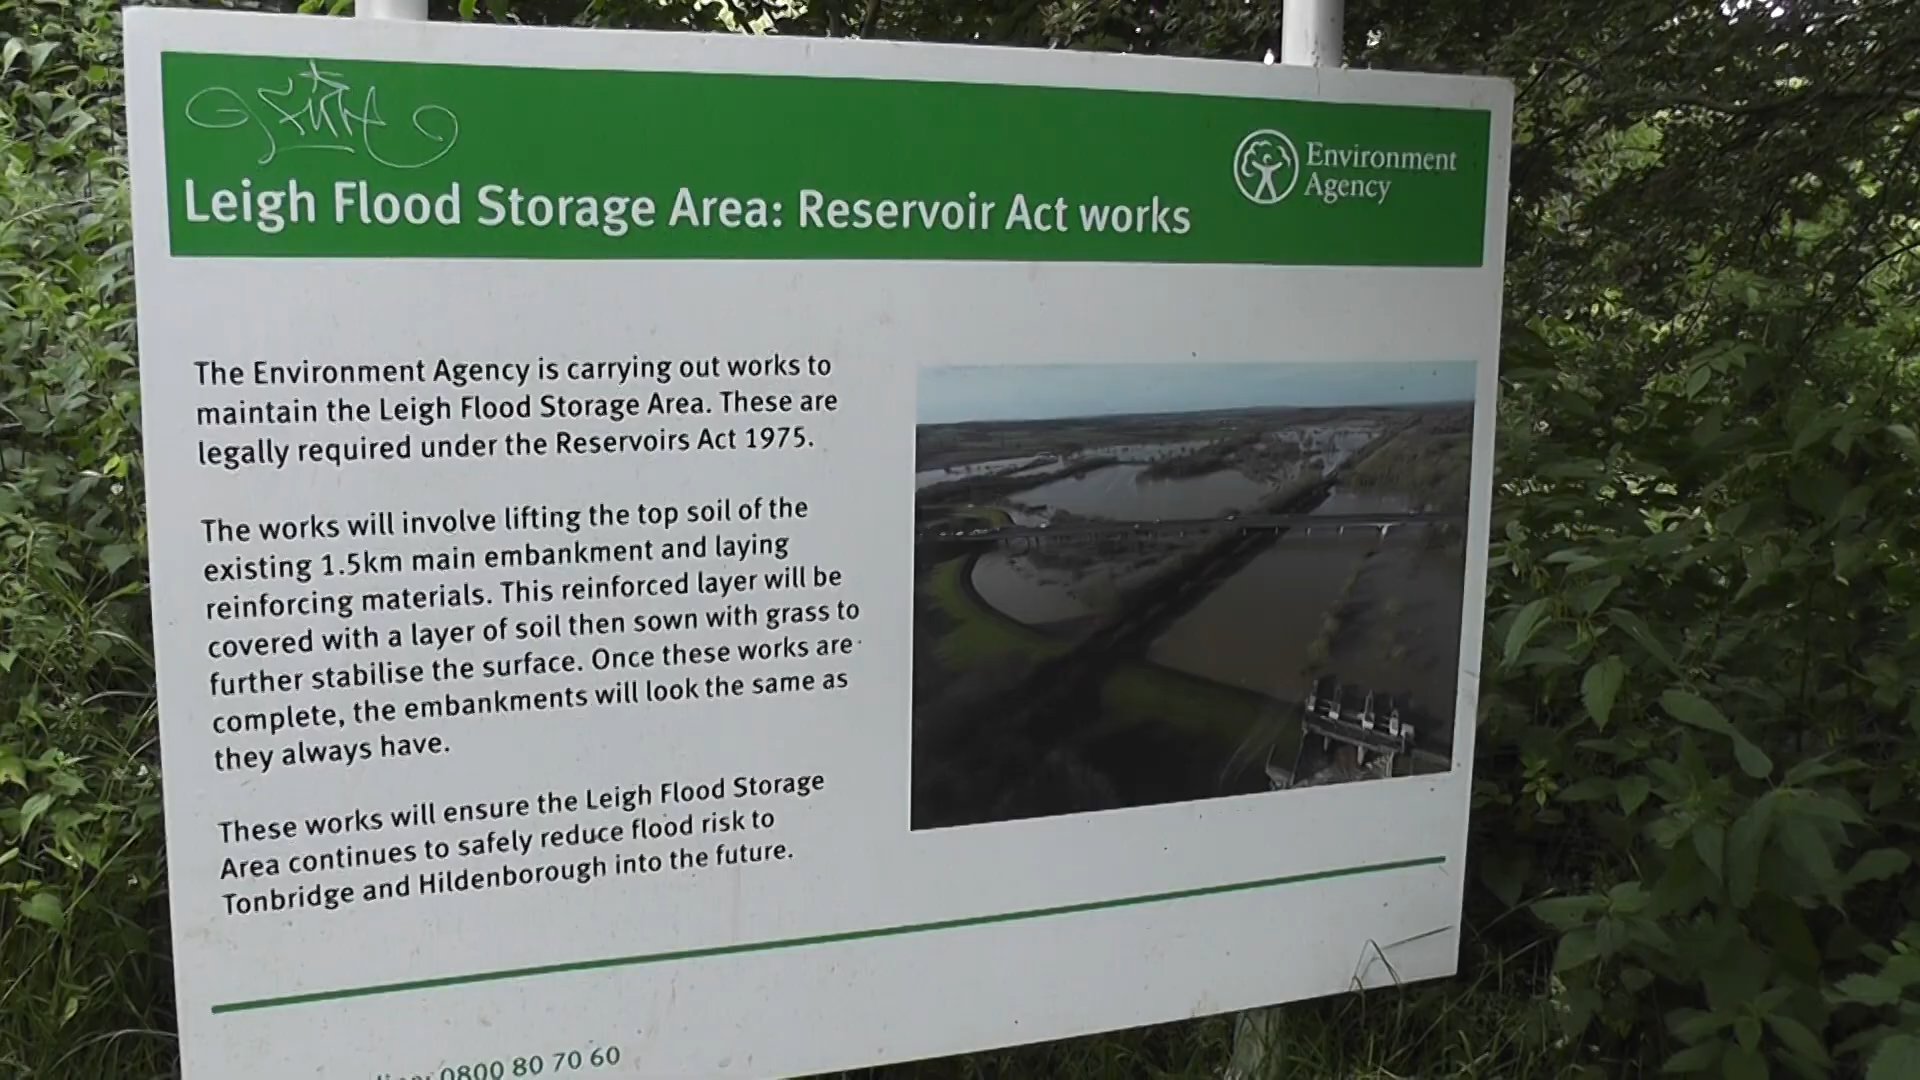 Environment
Agency
Leigh Flood Storage Area: Reservoir Act works
The Environment Agency is carrying out works to
maintain the Leigh Flood Storage Area. These are
legally required under the Reservoirs Act 1975.
The works will involve lifting the top soil of the
existing 1.5km main embankment and laying
reinforcing materials. This reinforced layer will be
covered with a layer of soil then sown with grass to
further stabilise the surface. Once these works are
complete, the embankments will look the same as
they always have.
These works will ensure the Leigh Flood Storage
Area continues to safely reduce flood risk to
Tonbridge and Hildenborough into the future.
0800 80 70 60